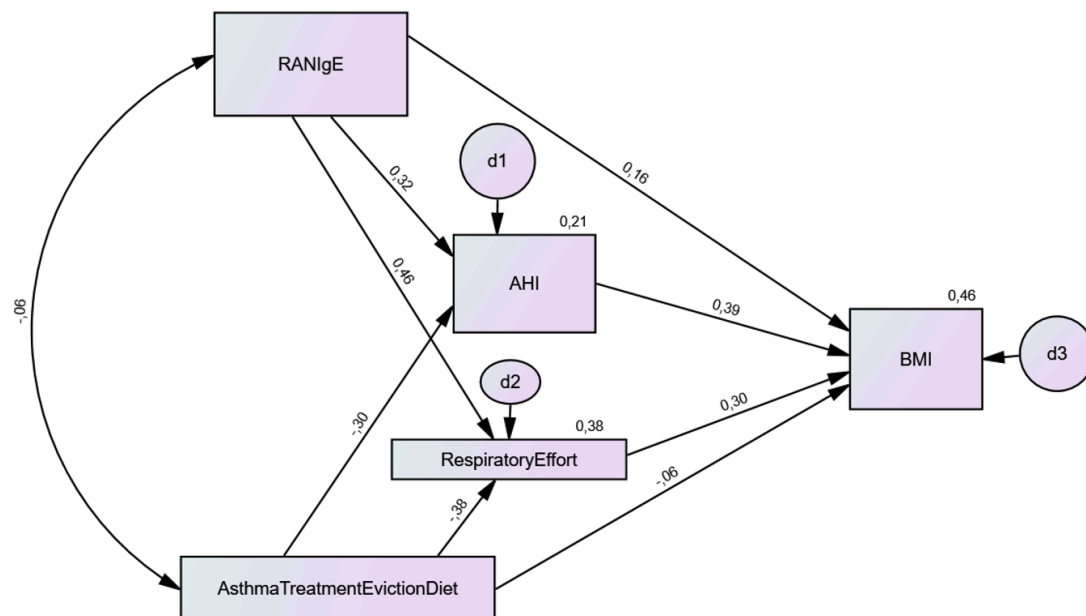 RANIgE
d1
0,32
0,16
0,21
0,46
AHI
0,39
0,46
-,06
BMI
d3
d2
-,30
0,30
0,38
RespiratoryEffort
-,06
-,38
AsthmaTreatmentEvictionDiet